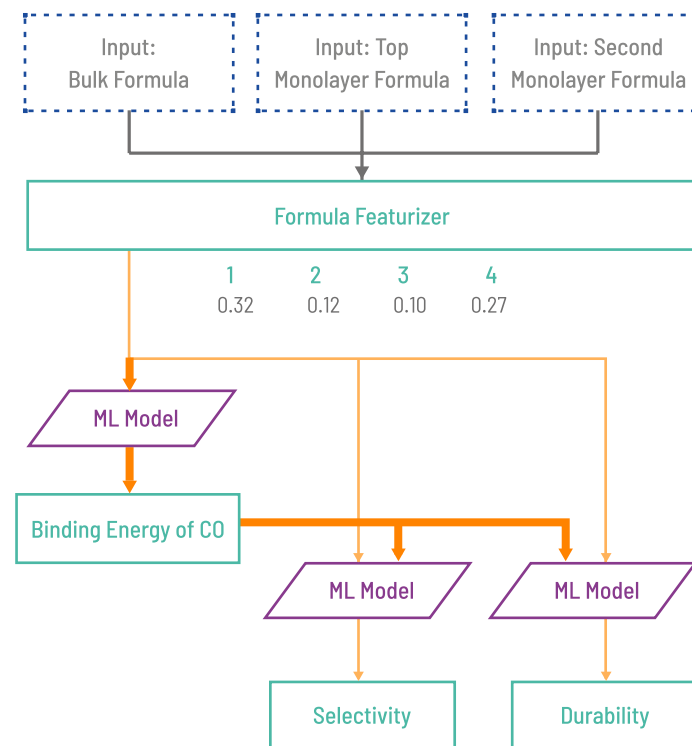 Input:
Bulk Formula
Input: Top
Monolayer Formula
Input: Second
Monolayer Formula
Formula Featurizer
1 2 3 4
0.32 0.12 0.10 0.27
ML Model
Binding Energy of CO
ML Model
ML Model
Selectivity
Durability